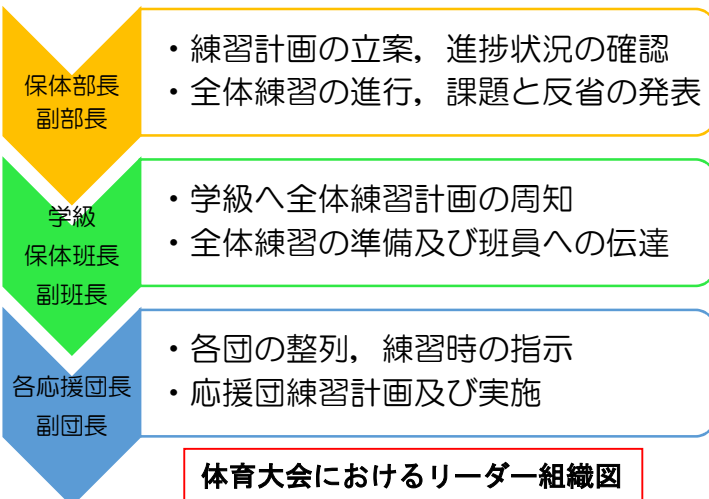 保体部長
副部長
・練習計画の立案，進捗状況の確認
・全体練習の進行，課題と反省の発表
学級
保体班長
副班長
・学級へ全体練習計画の周知
・全体練習の準備及び班員への伝達
各応援団長
副団長
・各団の整列，練習時の指示
・応援団練習計画及び実施
体育大会におけるリーダー組織図